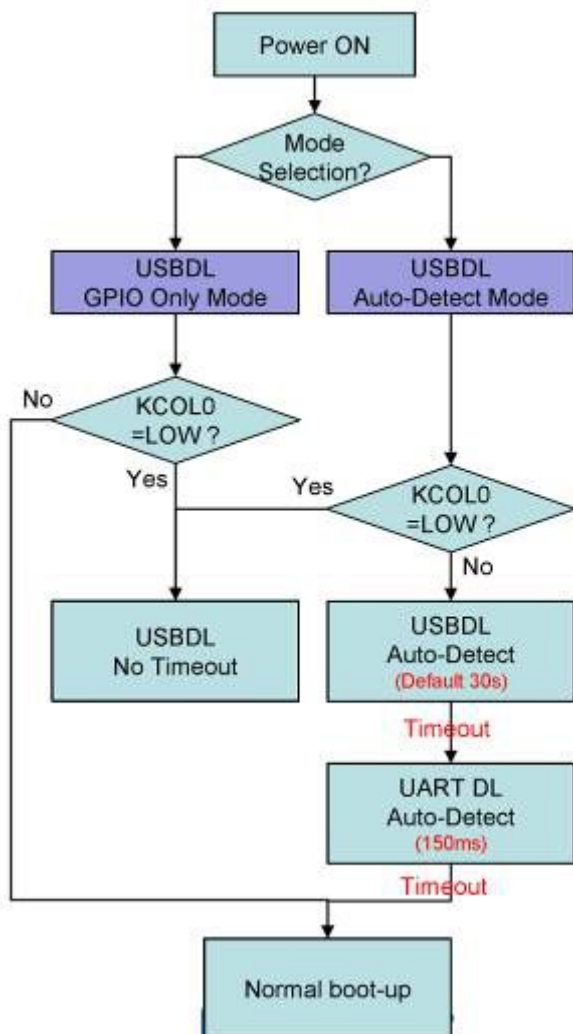 Power ON
Mode
Selection?
USBDL
GPIO Only Mode
USBDL
Auto-Detect Mode
No
KCOL0
=LOW ?
Yes
Yes
KCOL0
=LOW ?
No
USBDL
No Timeout
USBDL
Auto-Detect
(Default 30s)
Timeout
UART DL
Auto-Detect
(150ms)
Timeout
Normal boot-up